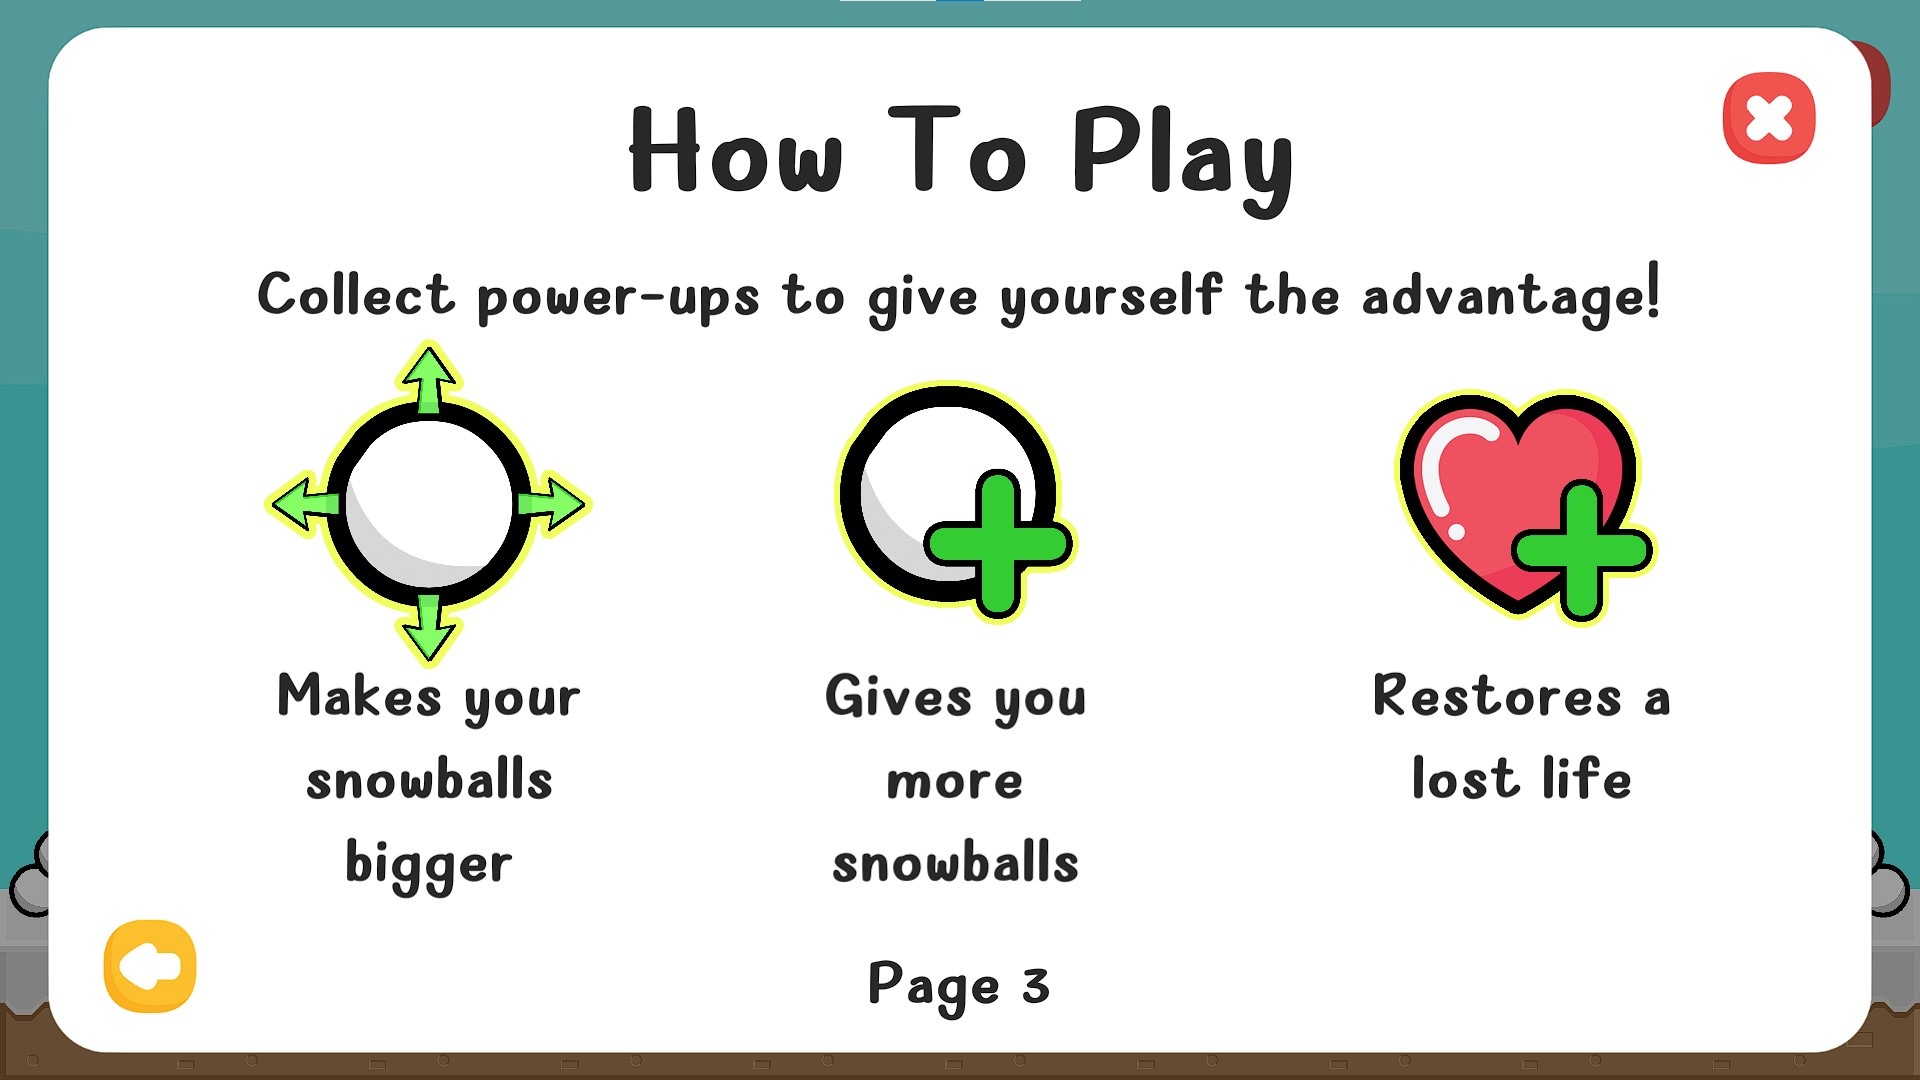 How To Play
Collect power-ups to give yourself the advantage!
Makes your
snowballs
bigger
Gives you
more
snowballs
Restores a
lost life
Page 3